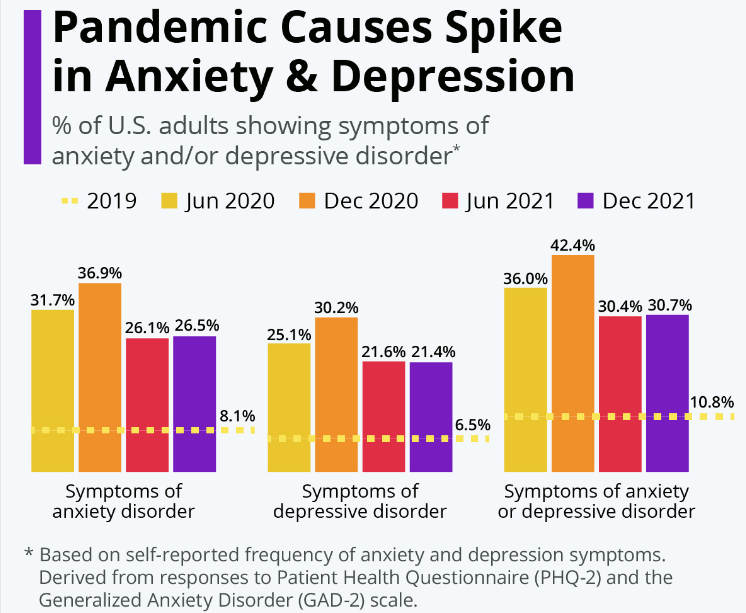 Pandemic Causes Spike
in Anxiety & Depression
% of U.S. adults showing symptoms of
anxiety and/or depressive disorder*
2019 Jun 2020 Dec 2020 Jun 2021 Dec 2021
31.7% 36.9% 26.1% 26.5% 8.1%
Symptoms of
anxiety disorder
25.1% 30.2% 21.6% 21.4% 6.5%
Symptoms of
depressive disorder
36.0% 42.4% 30.4% 30.7% 10.8%
Symptoms of anxiety
or depressive disorder
* Based on self-reported frequency of anxiety and depression symptoms.
Derived from responses to Patient Health Questionnaire (PHQ-2) and the
Generalized Anxiety Disorder (GAD-2) scale.